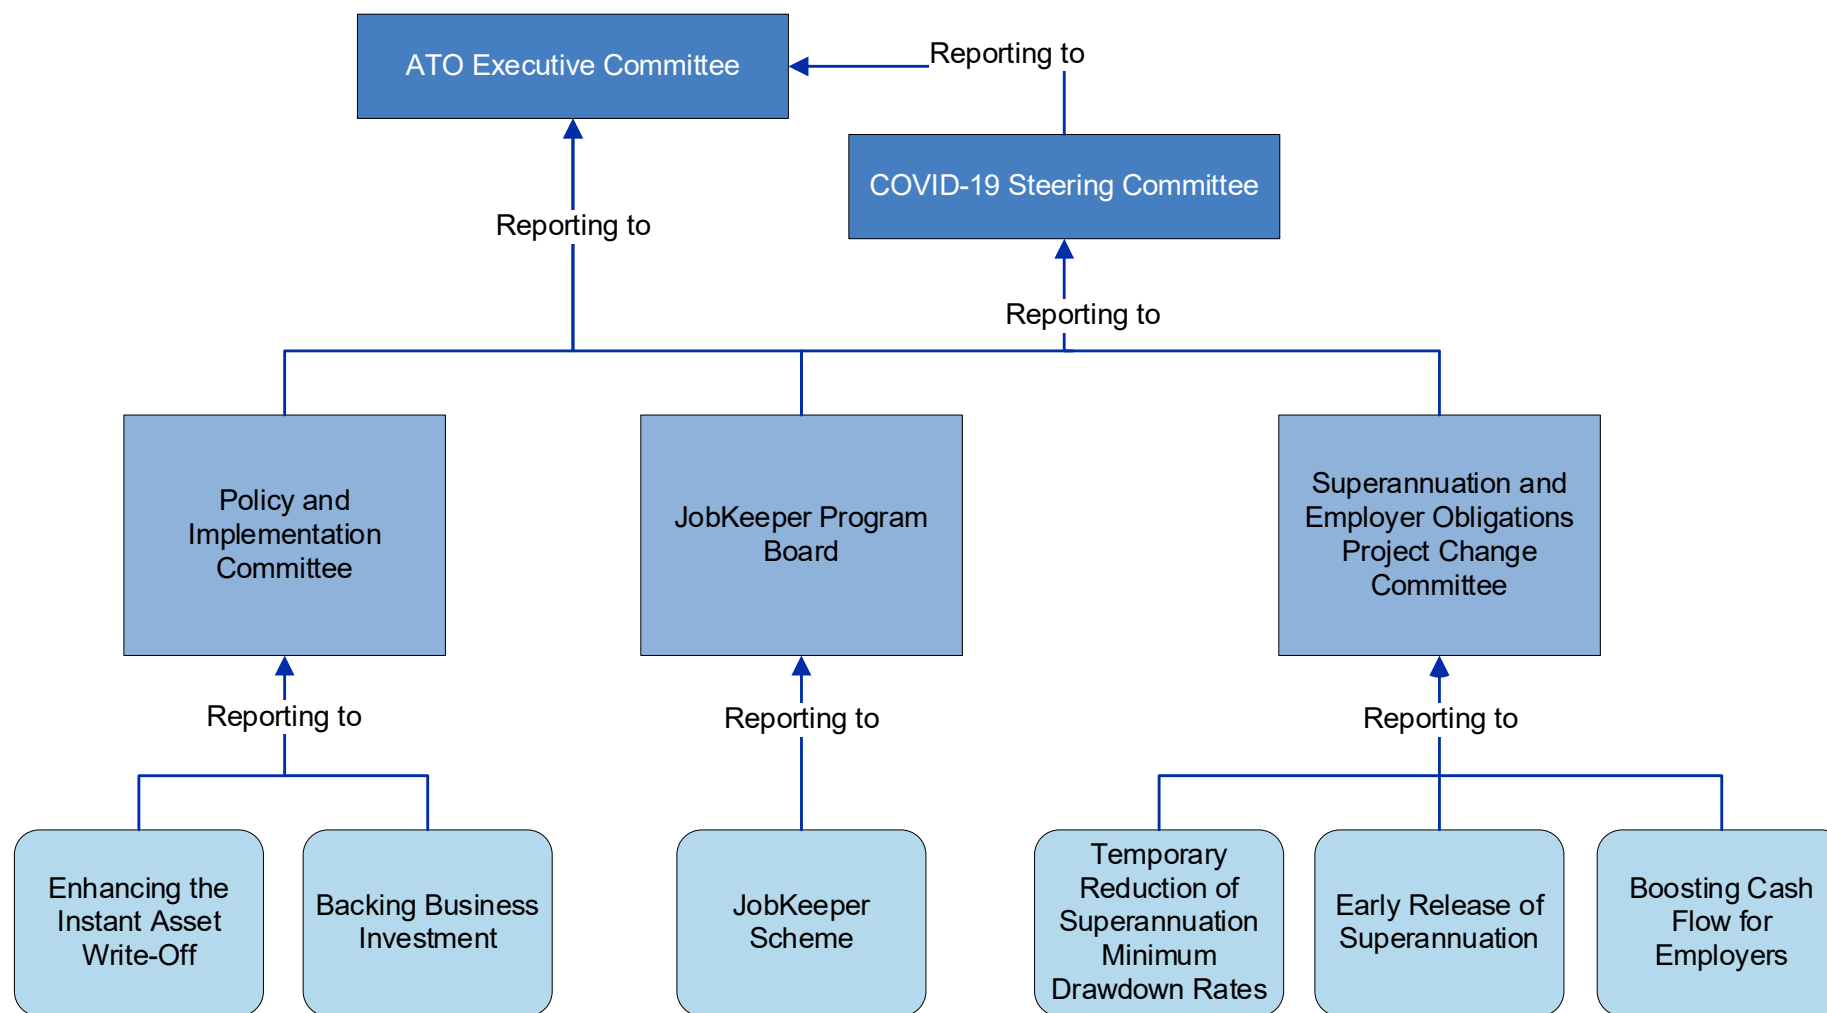 ATO Executive Committee
Reporting to
COVID-19 Steering Committee
Reporting to
Reporting to
Policy and
Implementation
Committee
JobKeeper Program
Board
Superannuation and
Employer Obligations
Project Change
Committee
Reporting to
Reporting to
Reporting to
Enhancing the
Instant Asset
Write-Off
Backing Business
Investment
JobKeeper
Scheme
Temporary
Reduction of
Superannuation
Minimum
Drawdown Rates
Early Release of
Superannuation
Boosting Cash
Flow for
Employers